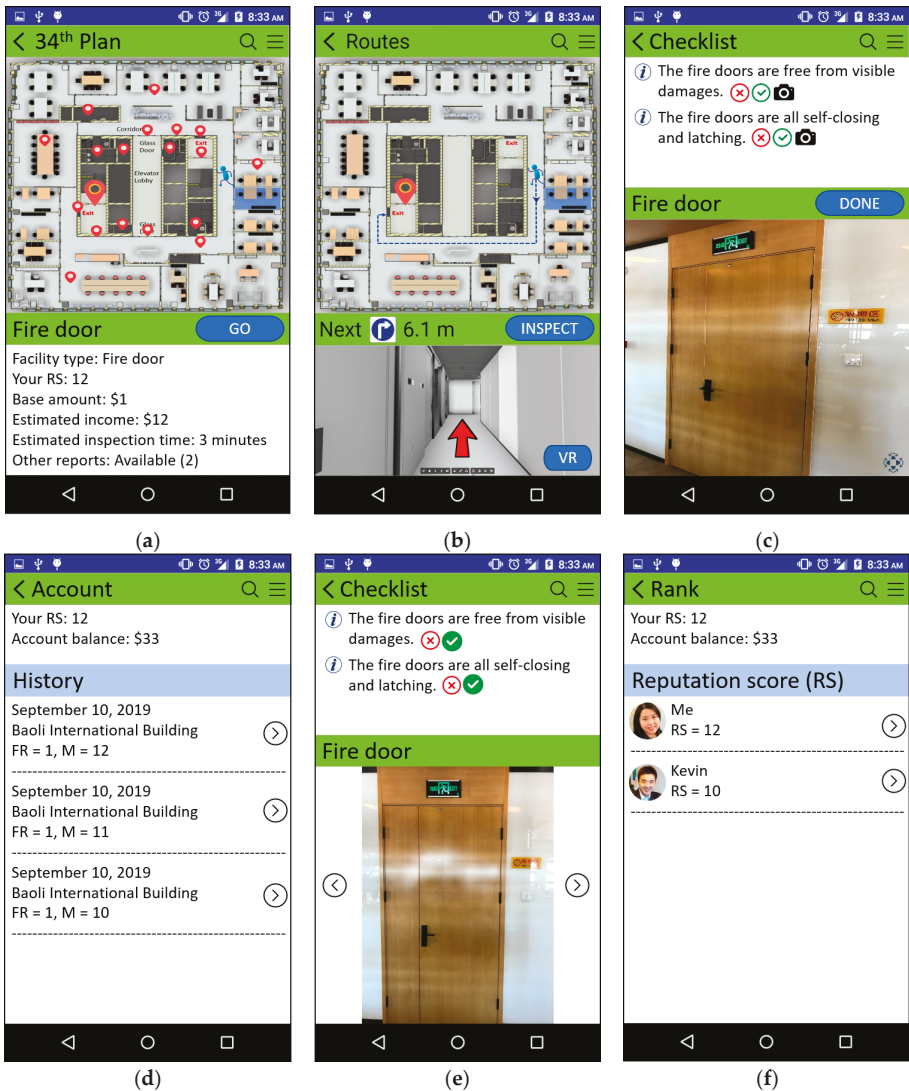 8:33 AM
34th Plan
Corridor
Glass
Door
Exit
Elevator
Lobby
Exit
Glass
Fire door
GO
Facility type: Fire door
Your RS: 12
Base amount: $1
Estimated income: $12
Estimated inspection time: 3 minutes
Other reports: Available (2)
(a)
8:33 AM
Routes
Exit
Exit
Next 6.1 m
INSPECT
VR
(b)
8:33 AM
Checklist
The fire doors are free from visible
damages.
The fire doors are all self-closing
and latching.
Fire door
DONE
EXIT
(c)
8:33 AM
Account
Your RS: 12
Account balance: $33
History
September 10, 2019
Baoli International Building
FR = 1, M = 12
September 10, 2019
Baoli International Building
FR = 1, M = 11
September 10, 2019
Baoli International Building
FR = 1, M = 10
(d)
8:33 AM
Checklist
The fire doors are free from visible
damages.
The fire doors are all self-closing
and latching.
Fire door
EXIT
(e)
8:33 AM
Rank
Your RS: 12
Account balance: $33
Reputation score (RS)
Me
RS = 12
Kevin
RS = 10
(f)